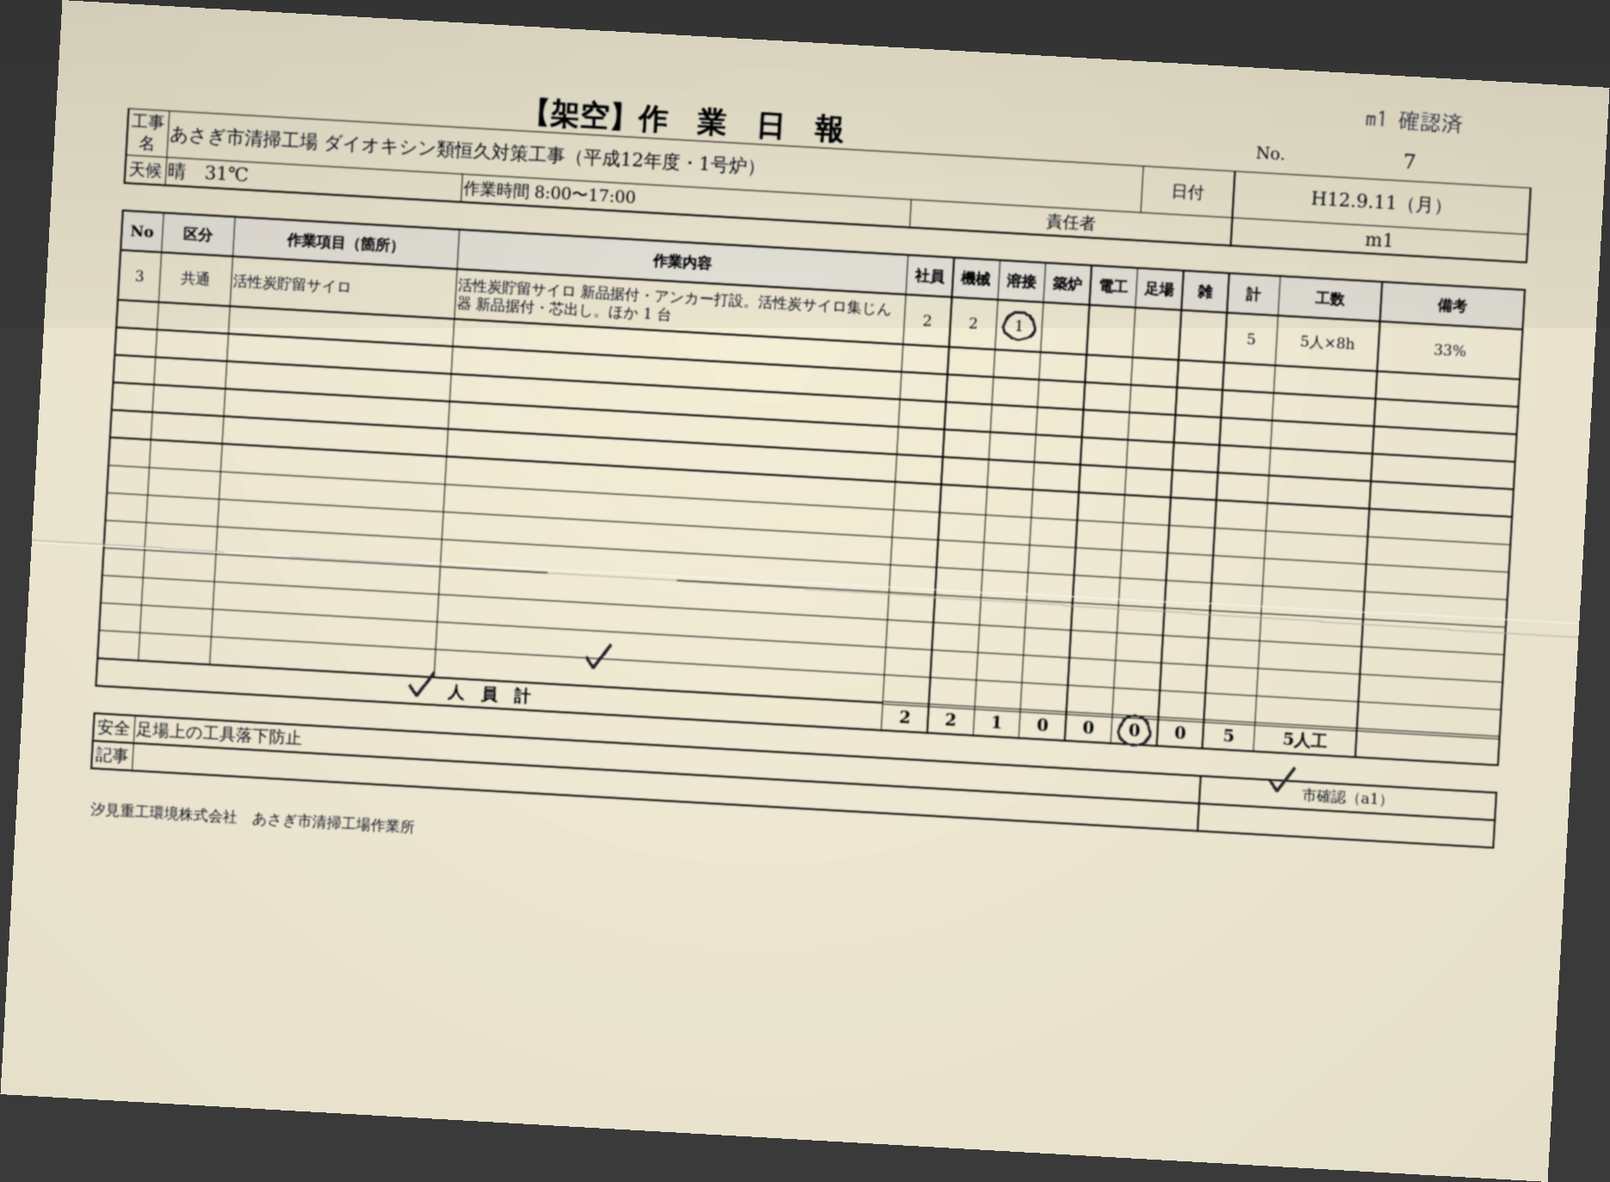 m1 確認済
【架空】作 業 日 報
No. 7
工事名 あさぎ市清掃工場 ダイオキシン類恒久対策工事（平成12年度・1号炉） 日付 H12.9.11（月）
天候 晴 31℃ 作業時間 8:00〜17:00 責任者 m1
No 区分 作業項目（箇所） 作業内容 社員 機械 溶接 築炉 電工 足場 雑 計 工数 備考
3 共通 活性炭貯留サイロ 活性炭貯留サイロ 新品据付・アンカー打設。活性炭サイロ集じん
器 新品据付・芯出し。ほか 1 台 2 2 1 5 5人×8h 33%
人 員 計 2 2 1 0 0 0 0 5 5人工
安全 足場上の工具落下防止
記事
市確認（a1）
汐見重工環境株式会社 あさぎ市清掃工場作業所